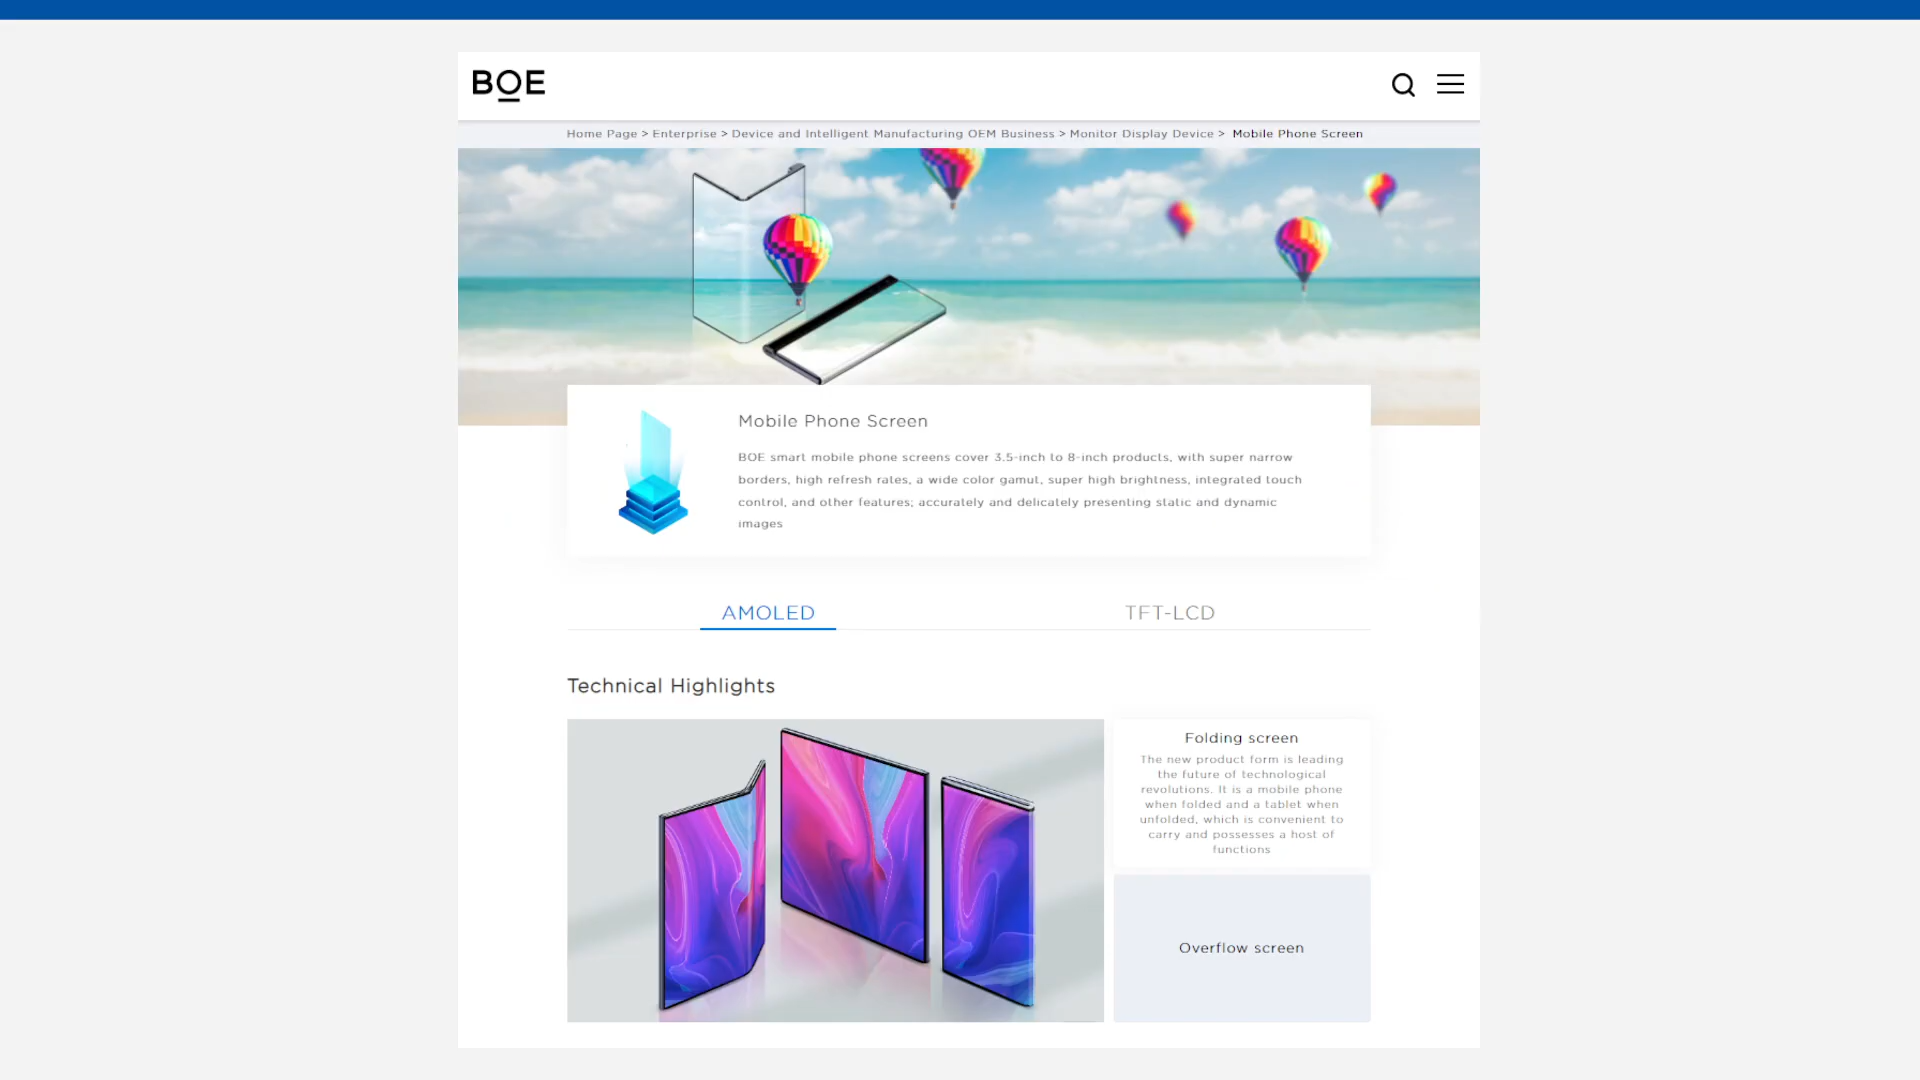 BOE
Home Page > Enterprise > Device and Intelligent Manufacturing OEM Business > Monitor Display Device > Mobile Phone Screen
Mobile Phone Screen
BOE smart mobile phone screens cover 3.5-inch to 8-inch products, with super narrow
borders, high refresh rates, a wide color gamut, super high brightness, integrated touch
control, and other features; accurately and delicately presenting static and dynamic
images
AMOLED
TFT-LCD
Technical Highlights
Folding screen
The new product form is leading
the future of technological
revolutions. It is a mobile phone
when folded and a tablet when
unfolded, which is convenient to
carry and possesses a host of
functions
Overflow screen